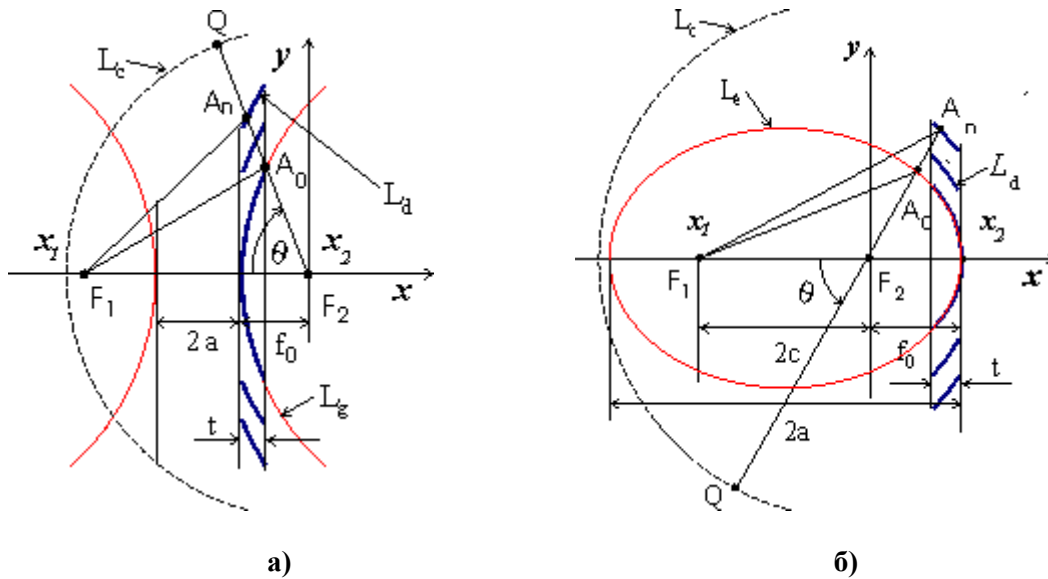 Q
L_c
y
A_n
L_d
A_0
x_1
θ
x_2
x
F_1
F_2
2a
f_0
t
L_g
а)
y
L_c
A_n
L_e
L_d
A_0
x_1
x_2
x
F_1
θ
F_2
2c
f_0
t
2a
Q
б)